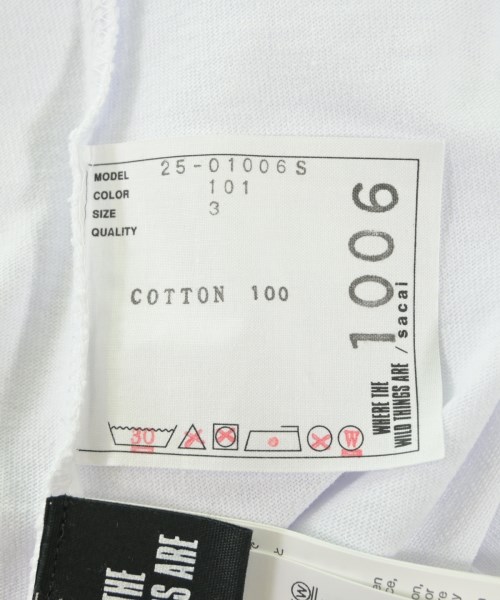 MODEL 25-01006S
COLOR 101
SIZE 3
QUALITY
COTTON 100
1006
WHERE THE
WILD THINGS ARE / sacai
30
W
THE
GS ARE
W